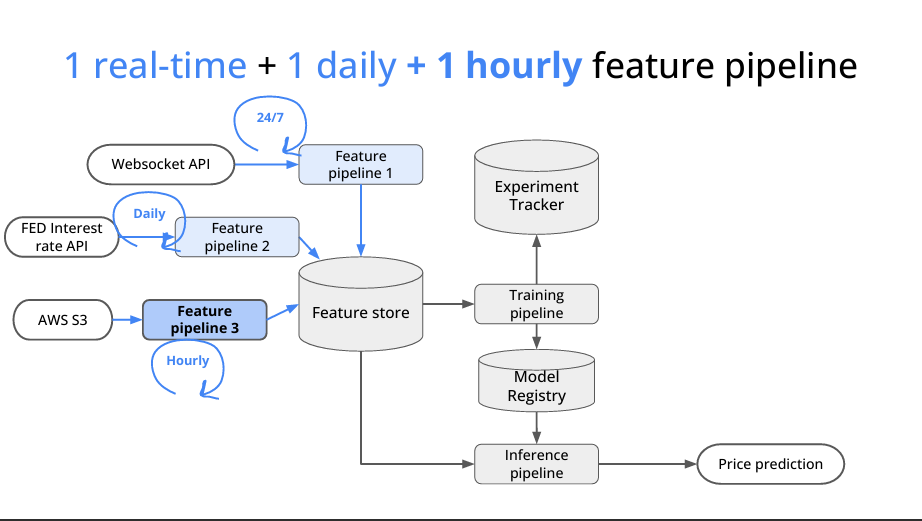 1 real-time + 1 daily + 1 hourly feature pipeline
24/7
Websocket API
Feature
pipeline 1
Experiment
Tracker
Daily
FED Interest
rate API
Feature
pipeline 2
Feature store
Training
pipeline
AWS S3
Feature
pipeline 3
Hourly
Model
Registry
Inference
pipeline
Price prediction